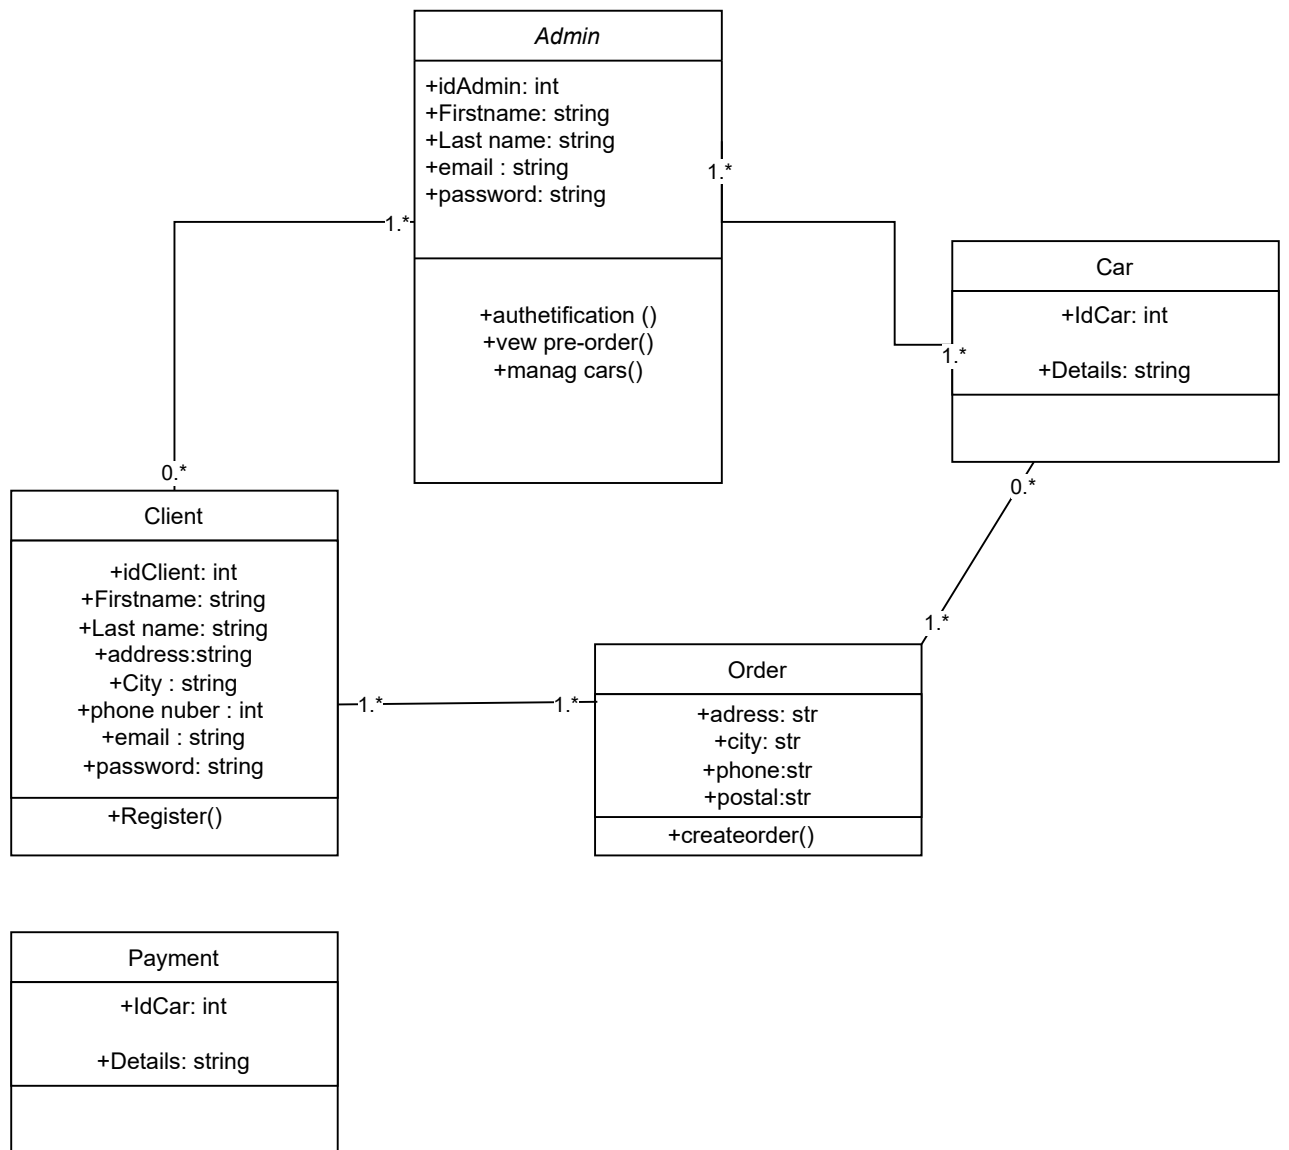 Admin
+idAdmin: int
+Firstname: string
+Last name: string
+email : string
+password: string
1.*
1.*
+authetification ()
+vew pre-order()
+manag cars()
Car
+IdCar: int
1.*
+Details: string
0.*
0.*
Client
+idClient: int
+Firstname: string
+Last name: string
+address:string
+City : string
+phone nuber : int
+email : string
+password: string
+Register()
1.*
1.*
1.*
Order
+adress: str
+city: str
+phone:str
+postal:str
+createorder()
Payment
+IdCar: int
+Details: string